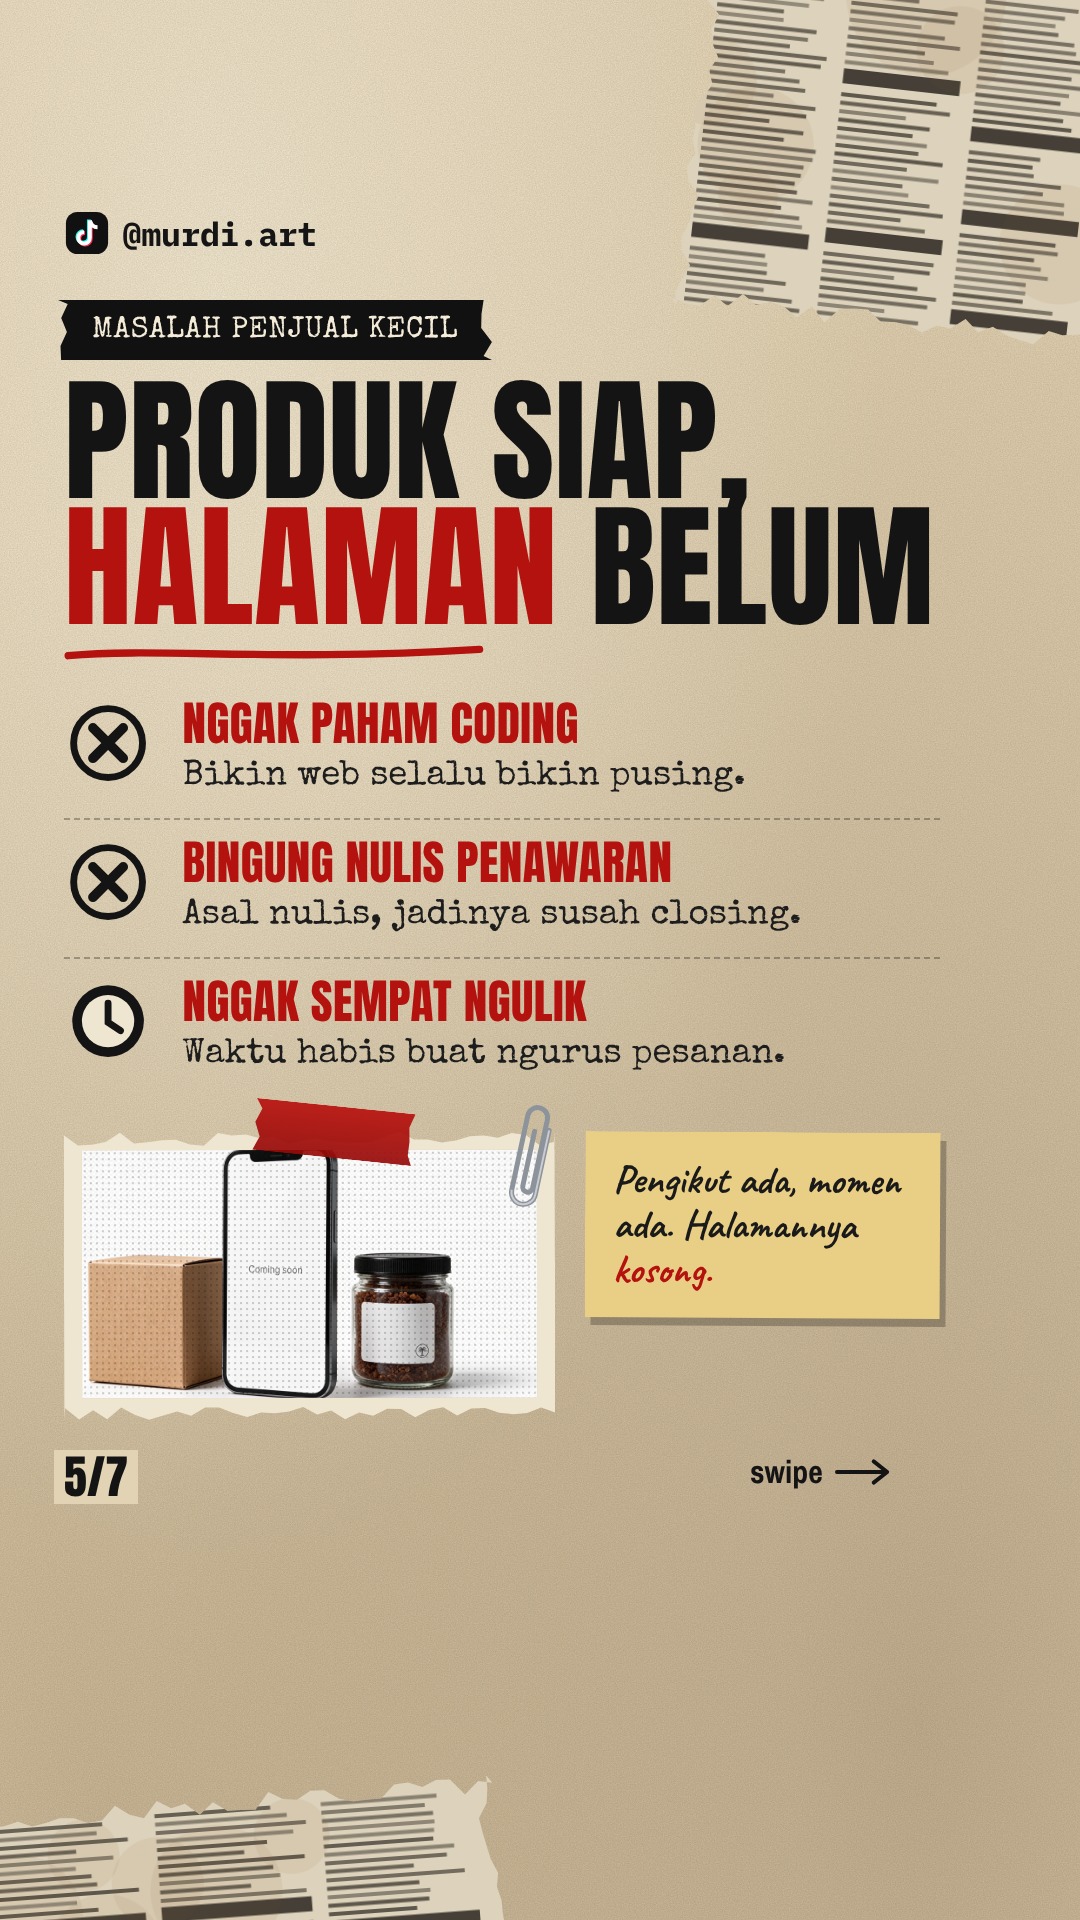 @murdi.art
MASALAH PENJUAL KECIL
PRODUK SIAP,
HALAMAN BELUM
NGGAK PAHAM CODING
Bikin web selalu bikin pusing.
BINGUNG NULIS PENAWARAN
Asal nulis, jadinya susah closing.
NGGAK SEMPAT NGULIK
Waktu habis buat ngurus pesanan.
Coming soon
Pengikut ada, momen
ada. Halamannya
kosong.
5/7
swipe